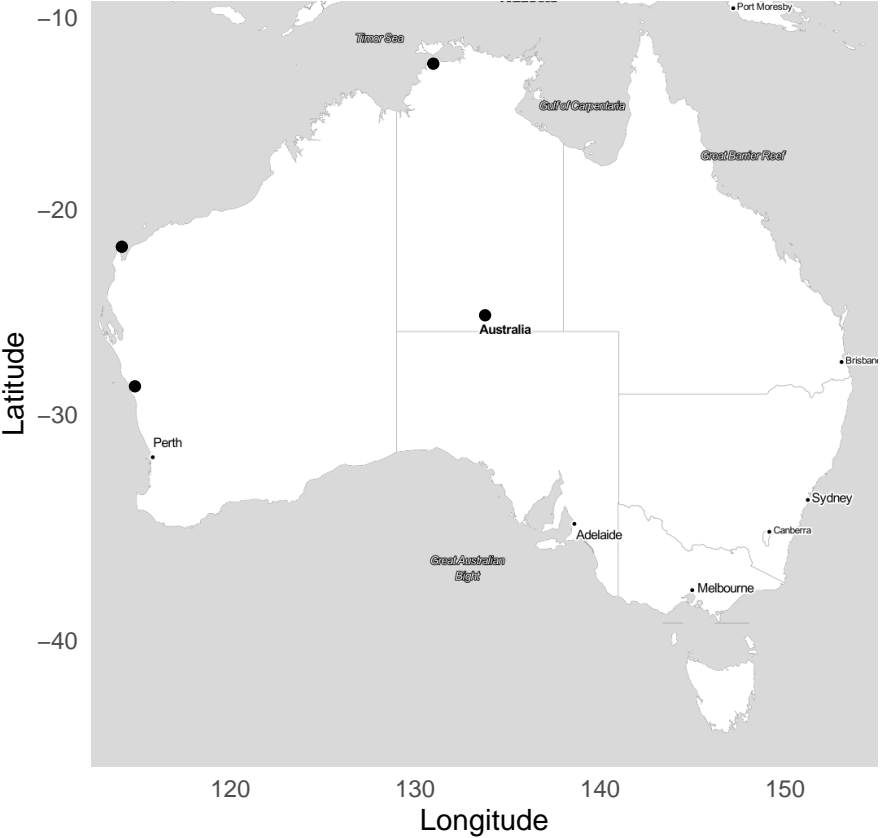 −10
Port Moresby
Timor Sea
Gulf of Carpentaria
Great Barrier Reef
−20
Australia
Latitude
Brisbane
−30
Perth
Sydney
Canberra
Adelaide
Great Australian
Bight
Melbourne
−40
120
130
140
150
Longitude